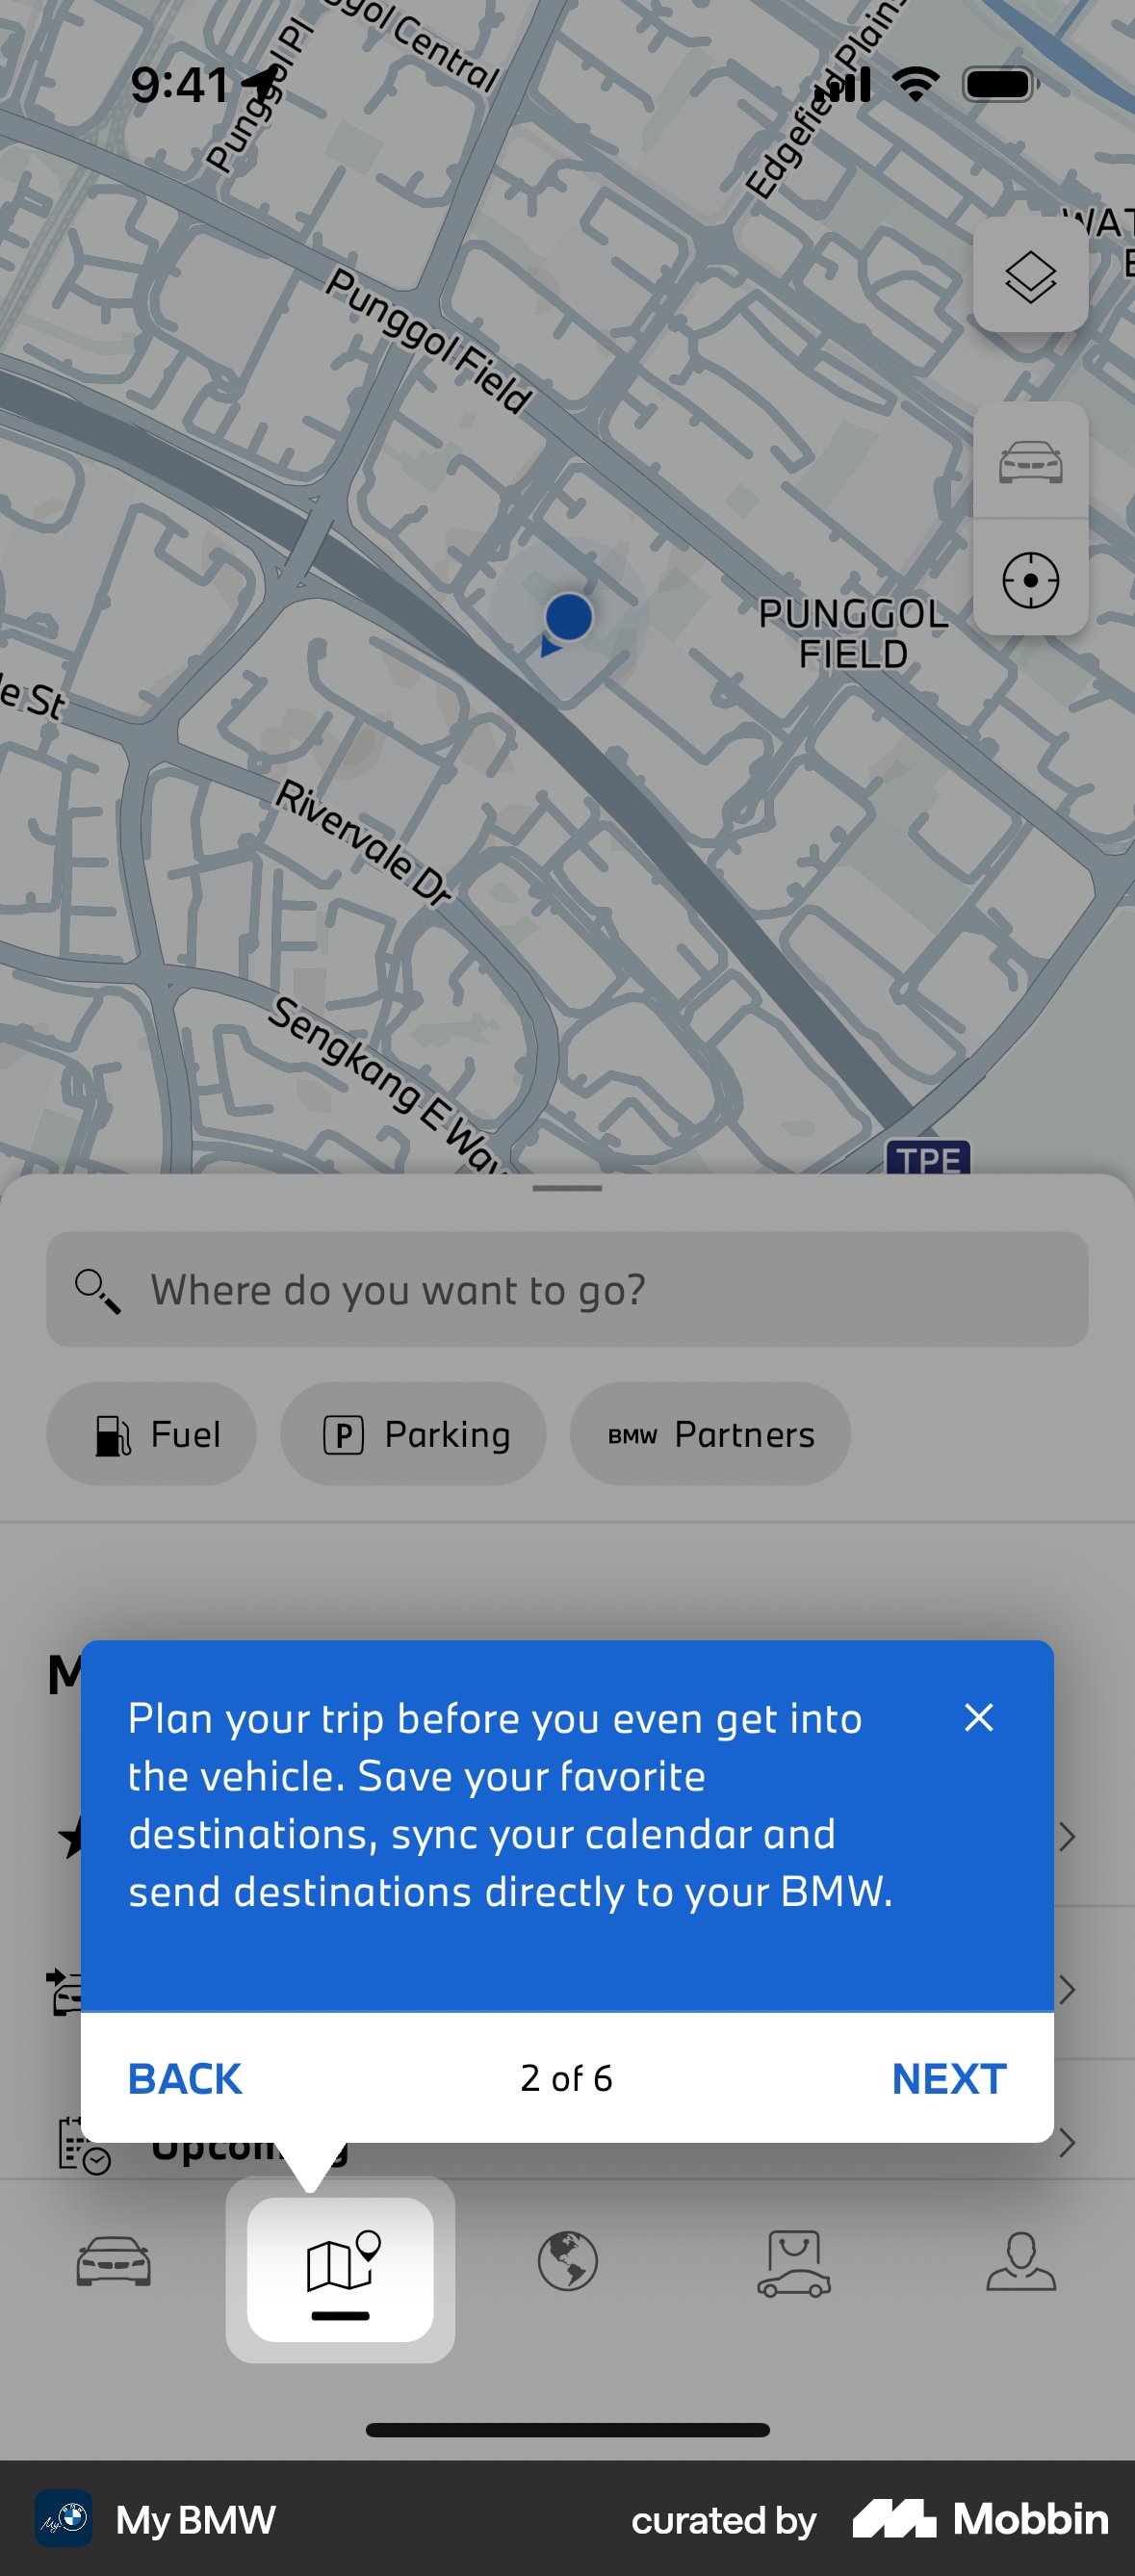 9:41
Punggol Central
Punggol Pl
Edgefield Plains
Punggol Field
PUNGGOL
FIELD
St
Rivervale Dr
Sengkang E Way
TPE
Where do you want to go?
Fuel
P Parking
BMW Partners
Plan your trip before you even get into
the vehicle. Save your favorite
destinations, sync your calendar and
send destinations directly to your BMW.
BACK
2 of 6
NEXT
My BMW
curated by Mobbin